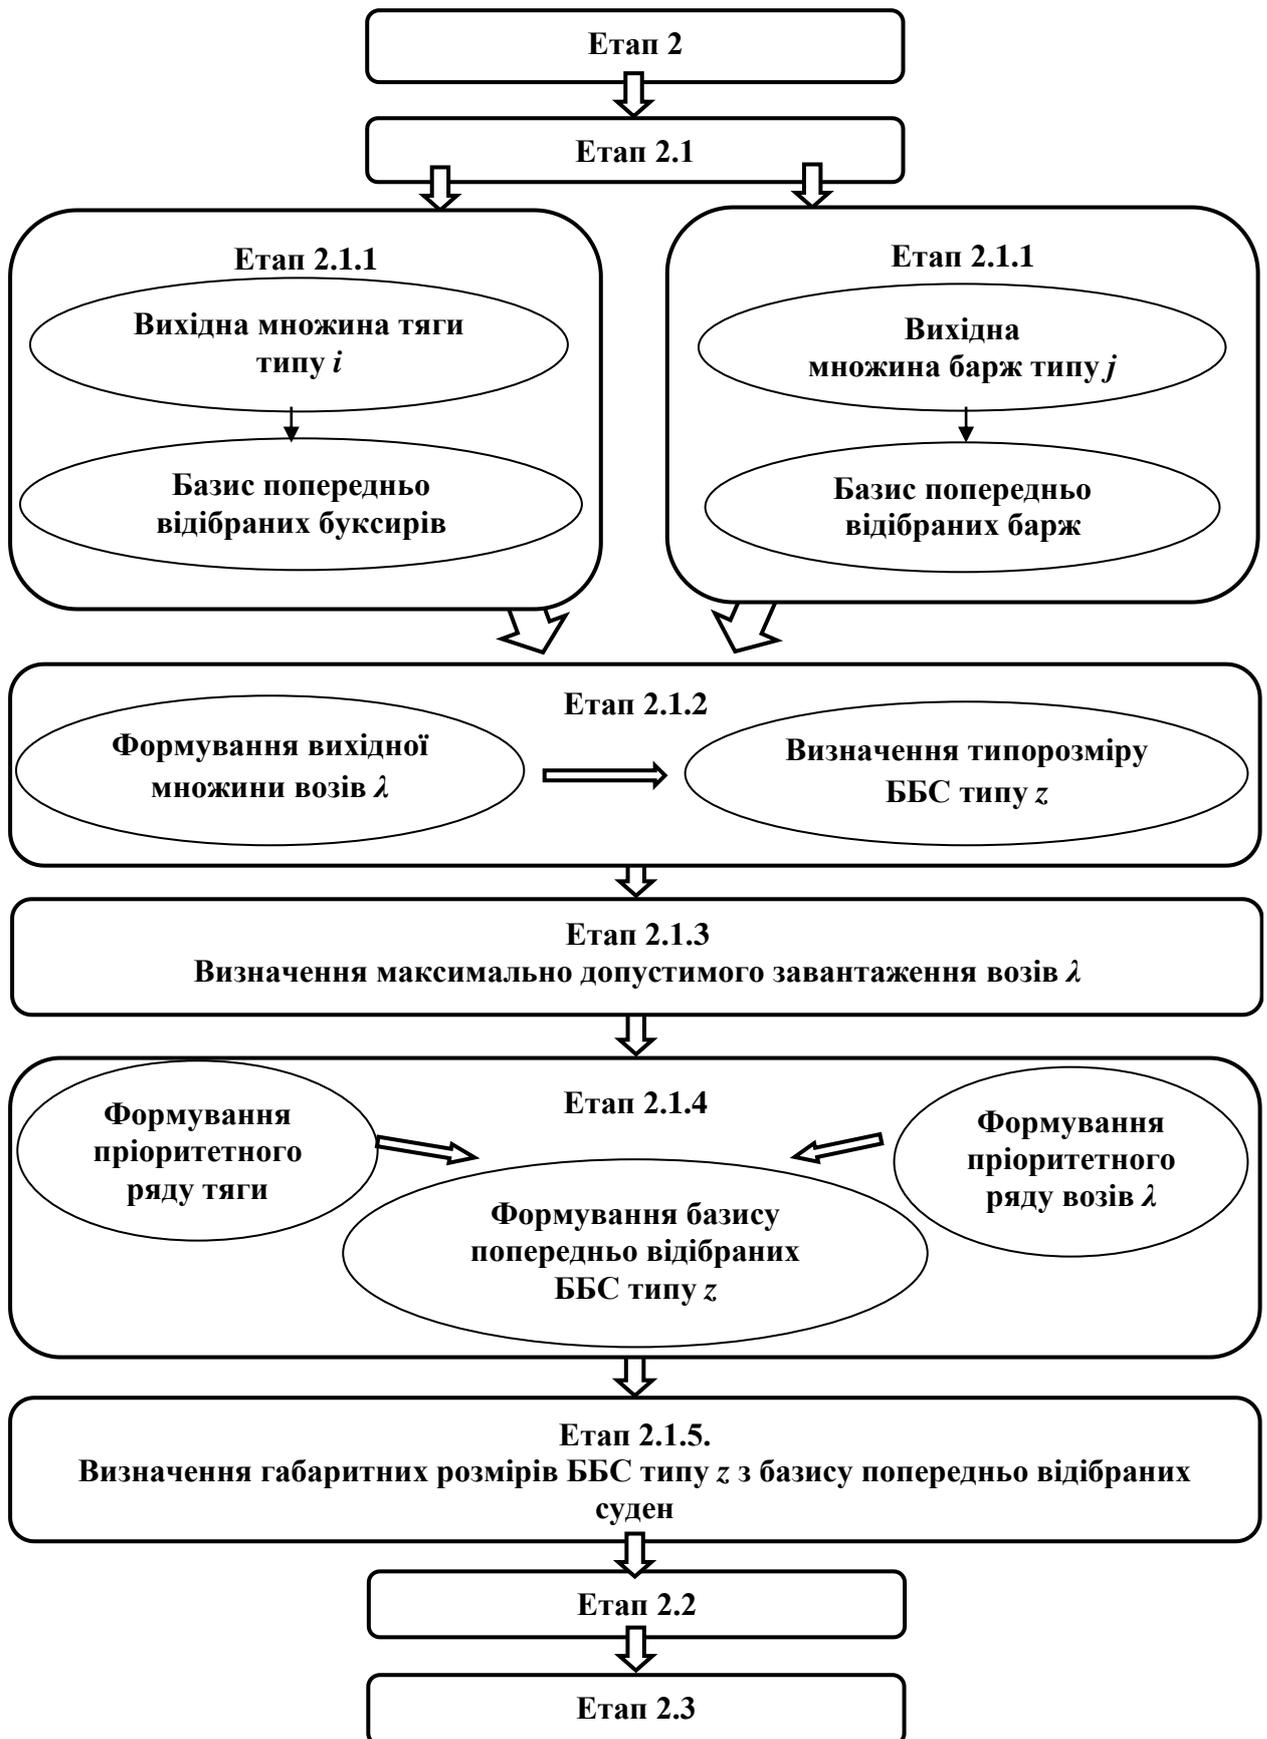 Етап 2
Етап 2.1
Етап 2.1.1
Вихідна множина тяги
типу i
Базис попередньо
відібраних буксирів
Етап 2.1.1
Вихідна
множина барж типу j
Базис попередньо
відібраних барж
Етап 2.1.2
Формування вихідної
множини возів λ
Визначення типорозміру
ББС типу z
Етап 2.1.3
Визначення максимально допустимого завантаження возів λ
Етап 2.1.4
Формування
пріоритетного
ряду тяги
Формування
пріоритетного
ряду возів λ
Формування базису
попередньо відібраних
ББС типу z
Етап 2.1.5.
Визначення габаритних розмірів ББС типу z з базису попередньо відібраних
суден
Етап 2.2
Етап 2.3